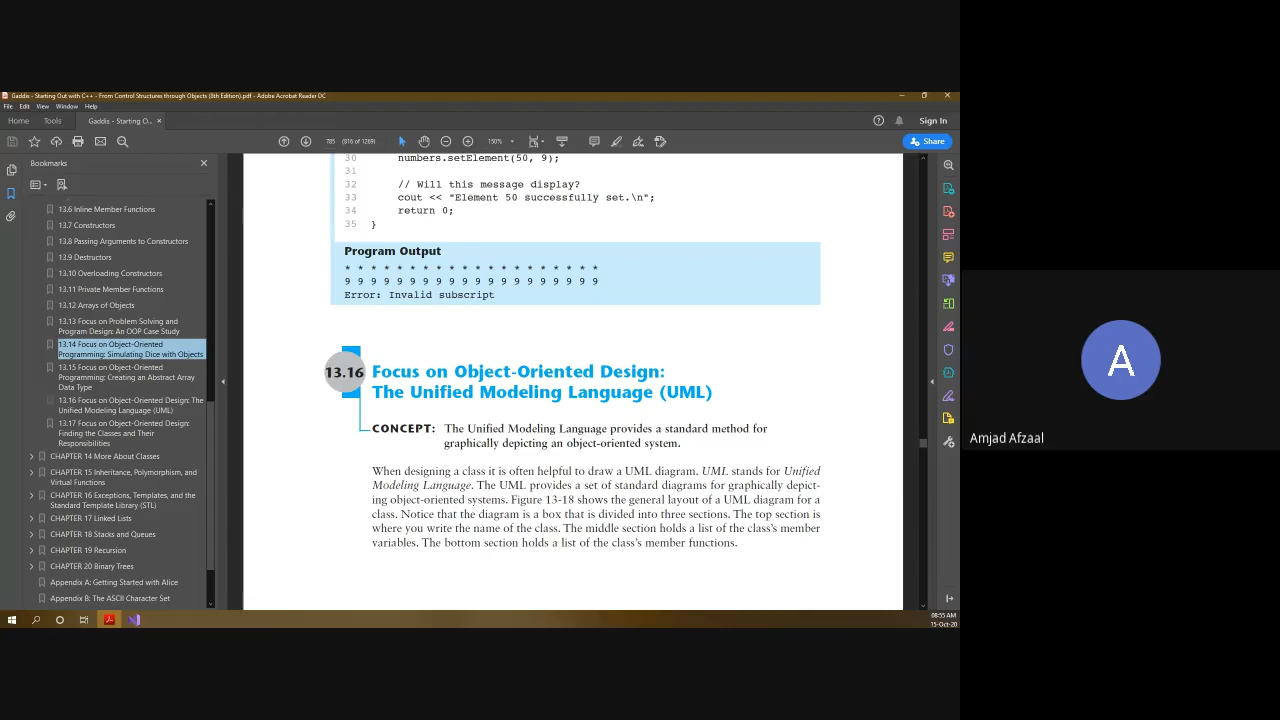 Gaddis - Starting Out with C++ - From Control Structures through Objects (8th Edition).pdf - Adobe Acrobat Reader DC
File Edit View Window Help
Home Tools Gaddis - Starting O... × Sign In
785 (816 of 1269) 150% Share
Bookmarks
13.6 Inline Member Functions
13.7 Constructors
13.8 Passing Arguments to Constructors
13.9 Destructors
13.10 Overloading Constructors
13.11 Private Member Functions
13.12 Arrays of Objects
13.13 Focus on Problem Solving and
Program Design: An OOP Case Study
13.14 Focus on Object-Oriented
Programming: Simulating Dice with Objects
13.15 Focus on Object-Oriented
Programming: Creating an Abstract Array
Data Type
13.16 Focus on Object-Oriented Design: The
Unified Modeling Language (UML)
13.17 Focus on Object-Oriented Design:
Finding the Classes and Their
Responsibilities
CHAPTER 14 More About Classes
CHAPTER 15 Inheritance, Polymorphism, and
Virtual Functions
CHAPTER 16 Exceptions, Templates, and the
Standard Template Library (STL)
CHAPTER 17 Linked Lists
CHAPTER 18 Stacks and Queues
CHAPTER 19 Recursion
CHAPTER 20 Binary Trees
Appendix A: Getting Started with Alice
Appendix B: The ASCII Character Set
30 numbers.setElement(50, 9);
31
32 // Will this message display?
33 cout << "Element 50 successfully set.\n";
34 return 0;
35 }
Program Output
* * * * * * * * * * * * * * * * * * * *
9 9 9 9 9 9 9 9 9 9 9 9 9 9 9 9 9 9 9 9
Error: Invalid subscript
13.16 Focus on Object-Oriented Design:
The Unified Modeling Language (UML)
CONCEPT: The Unified Modeling Language provides a standard method for
graphically depicting an object-oriented system.
When designing a class it is often helpful to draw a UML diagram. UML stands for Unified
Modeling Language. The UML provides a set of standard diagrams for graphically depict-
ing object-oriented systems. Figure 13-18 shows the general layout of a UML diagram for a
class. Notice that the diagram is a box that is divided into three sections. The top section is
where you write the name of the class. The middle section holds a list of the class's member
variables. The bottom section holds a list of the class's member functions.
08:55 AM
15-Oct-20
A
Amjad Afzaal